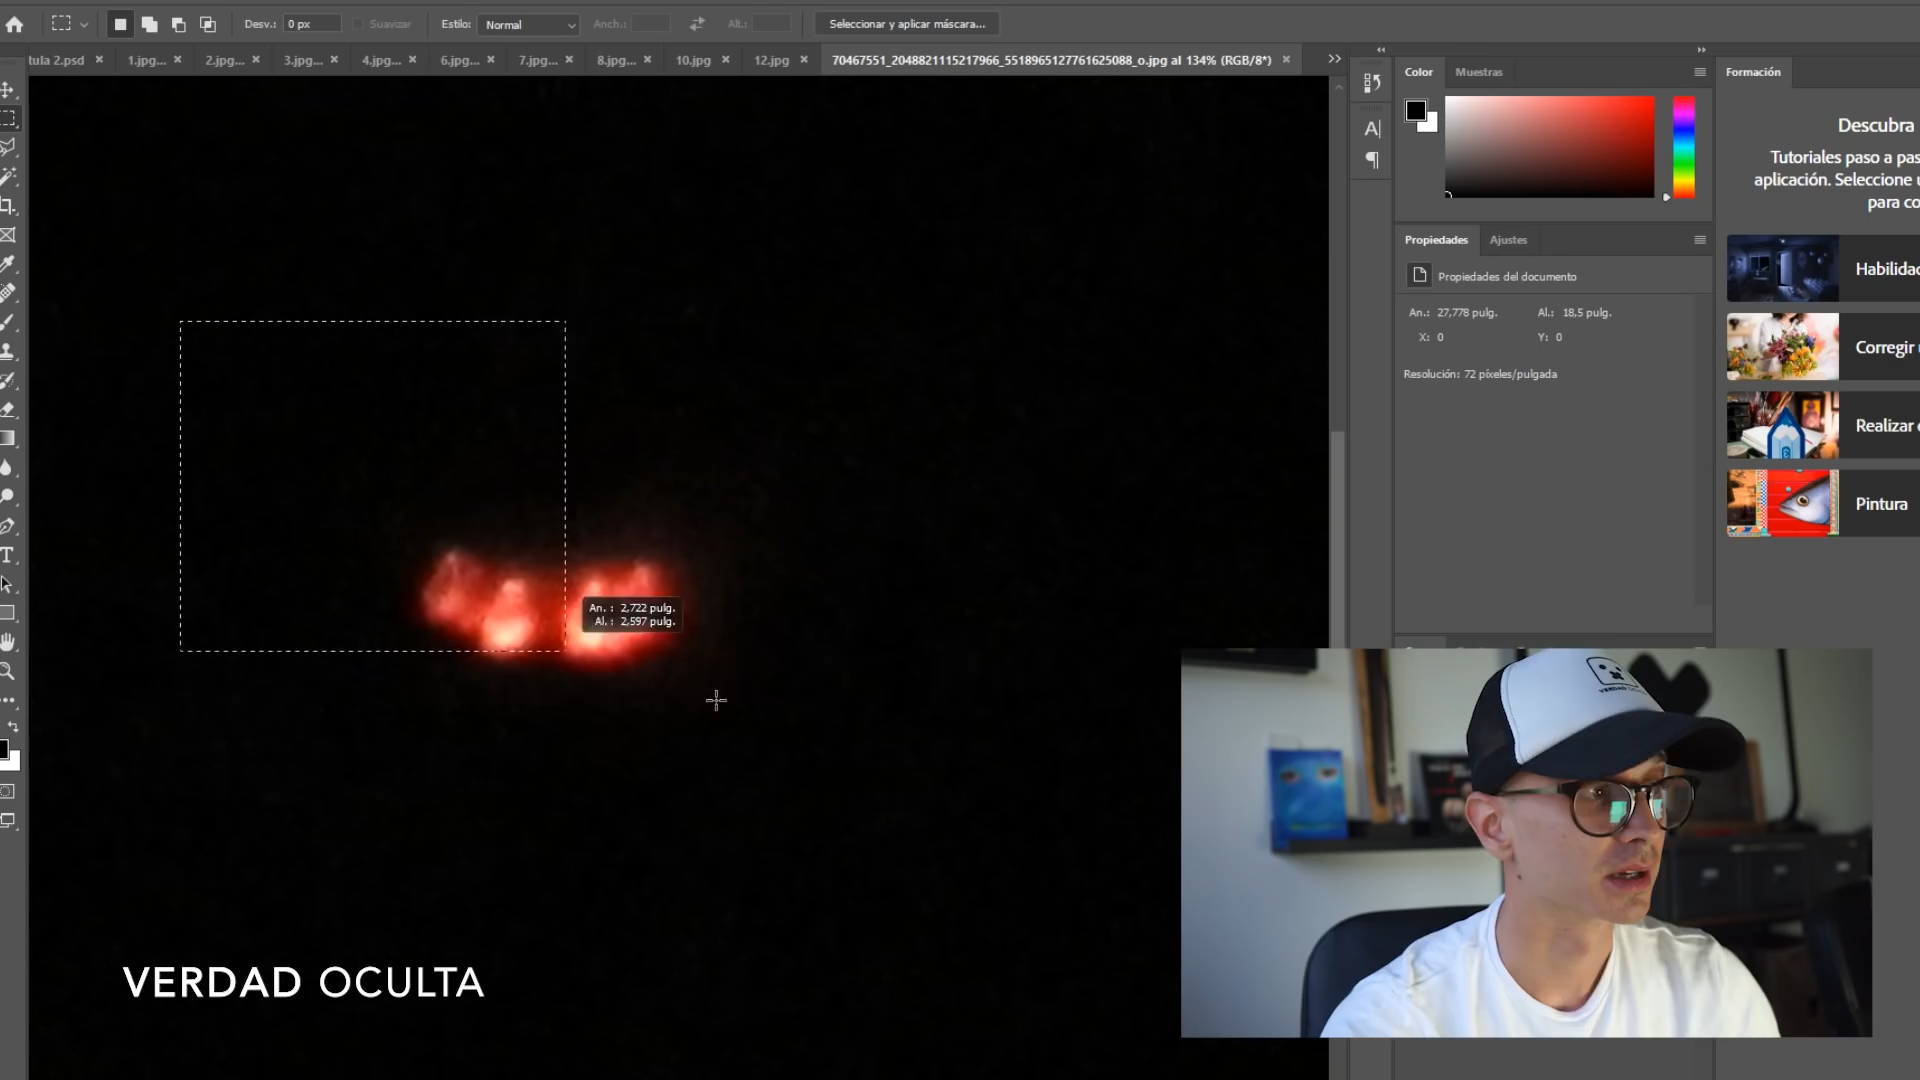 Desv.: 0 px Suavizar Estilo: Normal Anch.: Alt.: Seleccionar y aplicar máscara...
tula 2.psd 1.jpg... 2.jpg... 3.jpg... 4.jpg... 6.jpg... 7.jpg... 8.jpg... 10.jpg 12.jpg 70467551_2048821115217966_5518965127761625088_o.jpg al 134% (RGB/8*)
Color Muestras
Formación
Descubra
Tutoriales paso a pas
aplicación. Seleccione u
para co
Propiedades Ajustes
Propiedades del documento
An.: 27,778 pulg. Al.: 18,5 pulg.
X: 0 Y: 0
Resolución: 72 píxeles/pulgada
Habilidad
Corregir
Realizar
Pintura
An.: 2,722 pulg.
Al.: 2,597 pulg.
VERDAD OCULTA